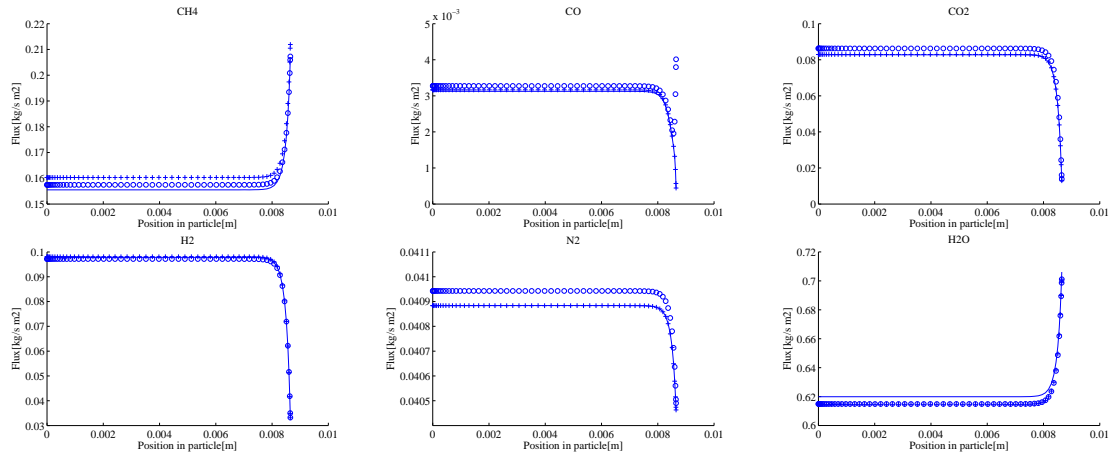 CH4
0.22
0.21
0.2
0.19
0.18
0.17
0.16
0.15
Flux[kg/s m2]
0 0.002 0.004 0.006 0.008 0.01
Position in particle[m]
CO
x 10⁻³
5
4
3
2
1
0
Flux[kg/s m2]
0 0.002 0.004 0.006 0.008 0.01
Position in particle[m]
CO2
0.1
0.08
0.06
0.04
0.02
0
Flux[kg/s m2]
0 0.002 0.004 0.006 0.008 0.01
Position in particle[m]
H2
0.1
0.09
0.08
0.07
0.06
0.05
0.04
0.03
Flux[kg/s m2]
0 0.002 0.004 0.006 0.008 0.01
Position in particle[m]
N2
0.0411
0.041
0.0409
0.0408
0.0407
0.0406
0.0405
0.0404
Flux[kg/s m2]
0 0.002 0.004 0.006 0.008 0.01
Position in particle[m]
H2O
0.72
0.7
0.68
0.66
0.64
0.62
0.6
Flux[kg/s m2]
0 0.002 0.004 0.006 0.008 0.01
Position in particle[m]